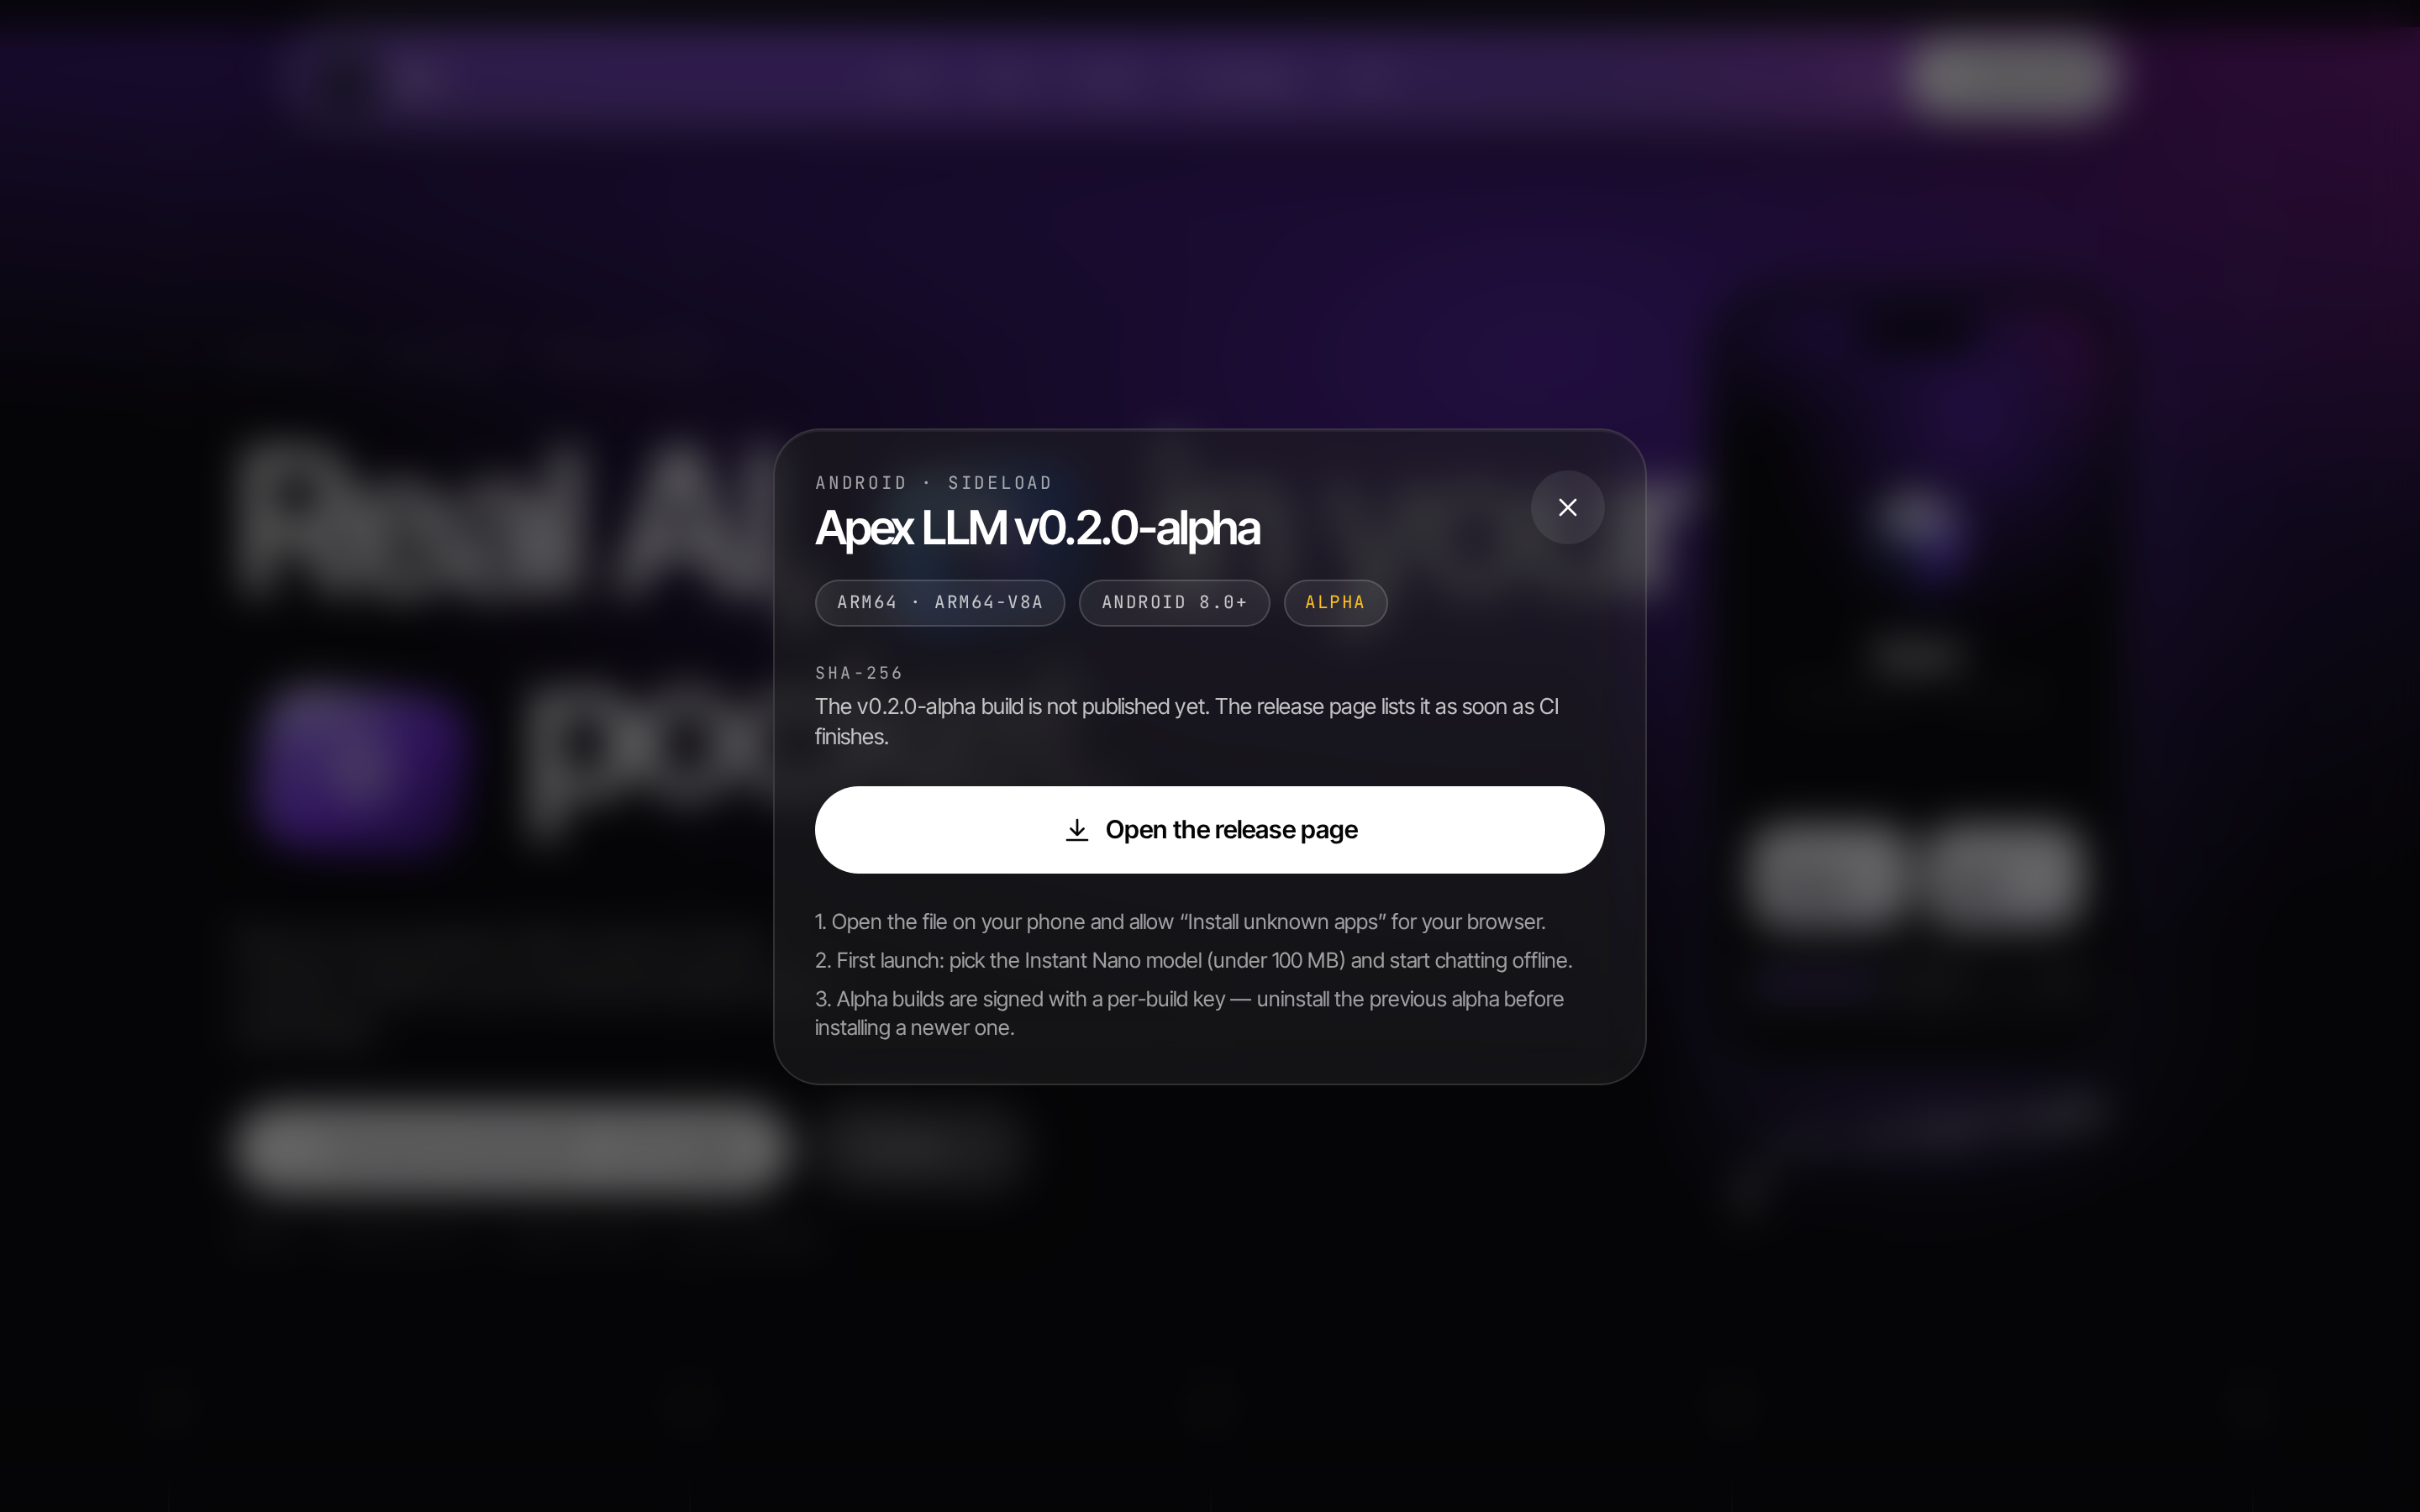 ANDROID · SIDELOAD
Apex LLM v0.2.0-alpha
ARM64 · ARM64-V8A
ANDROID 8.0+
ALPHA
SHA-256
The v0.2.0-alpha build is not published yet. The release page lists it as soon as CI
finishes.
Open the release page
1. Open the file on your phone and allow “Install unknown apps” for your browser.
2. First launch: pick the Instant Nano model (under 100 MB) and start chatting offline.
3. Alpha builds are signed with a per-build key — uninstall the previous alpha before
installing a newer one.
Real AI,
in your